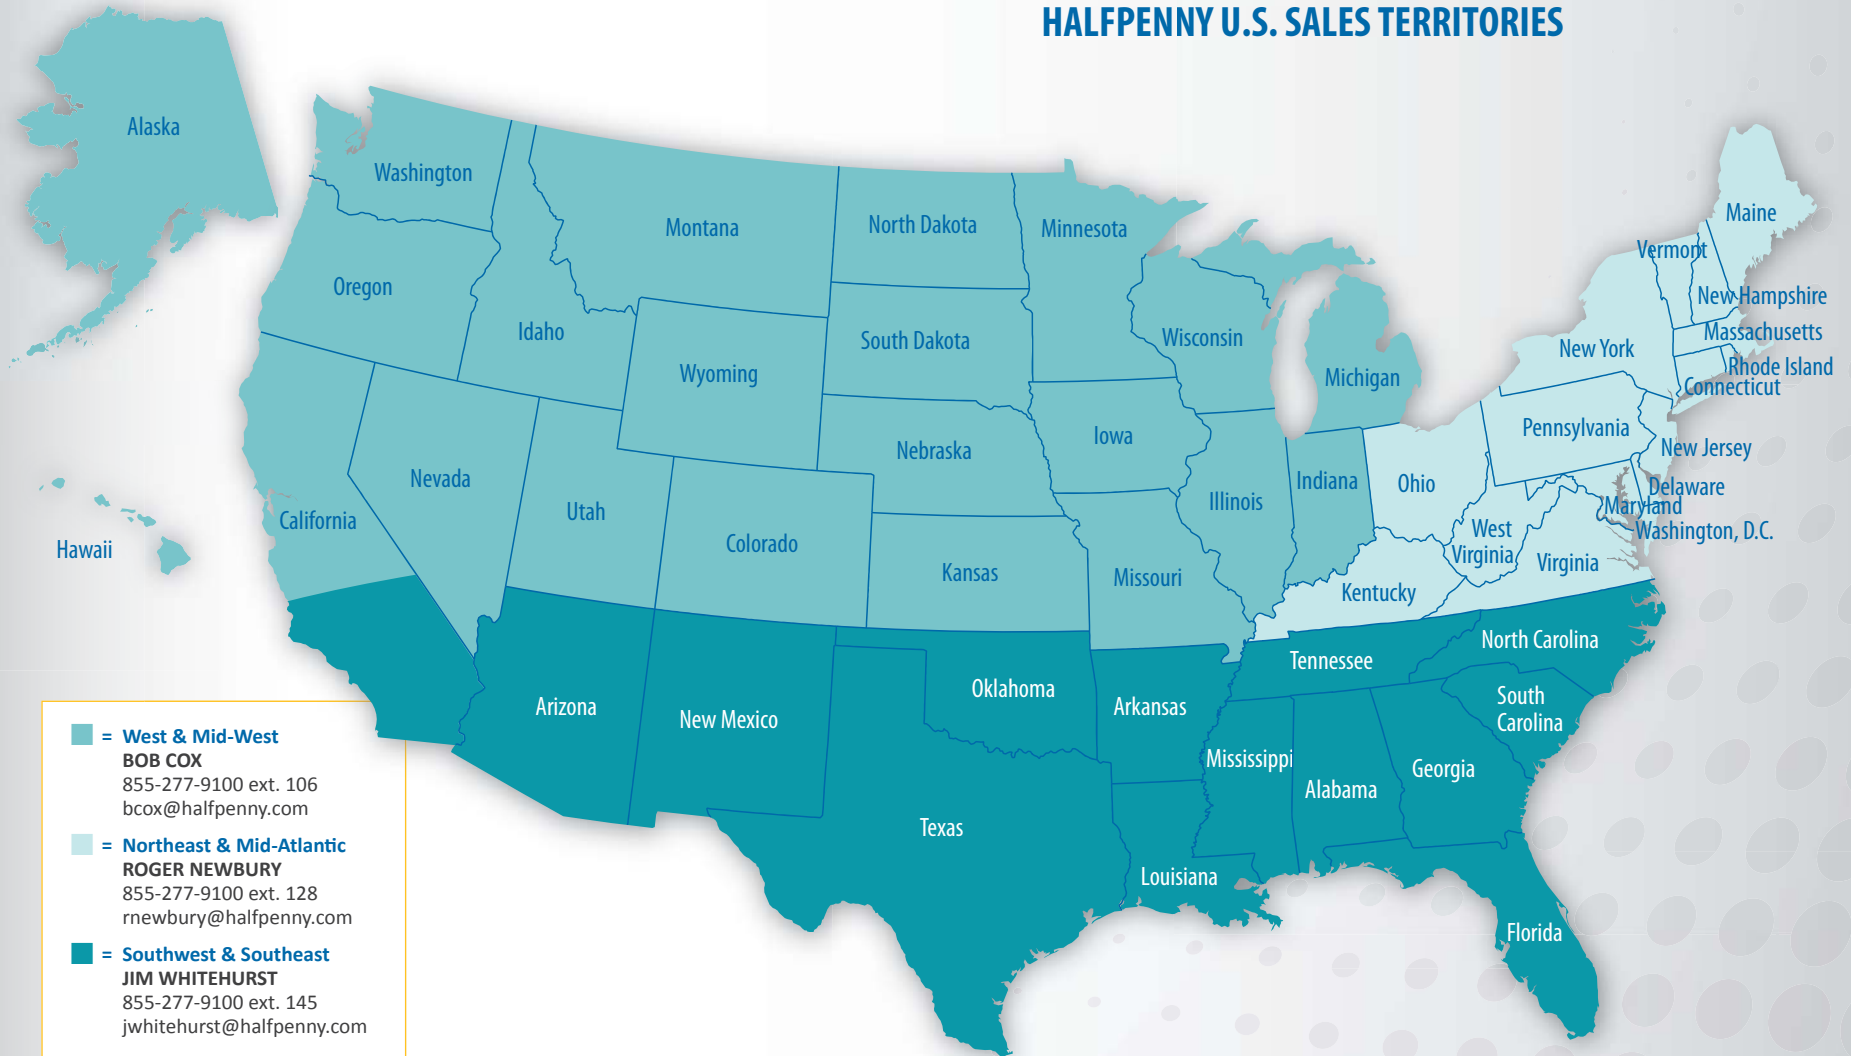 HALFPENNY U.S. SALES TERRITORIES
Alaska
Washington
Montana
North Dakota
Minnesota
Maine
Vermont
Oregon
New Hampshire
Idaho
South Dakota
Wisconsin
Massachusetts
New York
Wyoming
Michigan
Rhode Island
Connecticut
Iowa
Pennsylvania
Nebraska
New Jersey
Nevada
Indiana
Ohio
Delaware
Utah
Illinois
Maryland
California
West
Virginia
Washington, D.C.
Hawaii
Colorado
Kansas
Missouri
Virginia
Kentucky
North Carolina
Tennessee
Oklahoma
Arizona
New Mexico
Arkansas
South
Carolina
Mississippi
Georgia
Alabama
Texas
Louisiana
Florida
= West & Mid-West
BOB COX
855-277-9100 ext. 106
bcox@halfpenny.com
= Northeast & Mid-Atlantic
ROGER NEWBURY
855-277-9100 ext. 128
rnewbury@halfpenny.com
= Southwest & Southeast
JIM WHITEHURST
855-277-9100 ext. 145
jwhitehurst@halfpenny.com